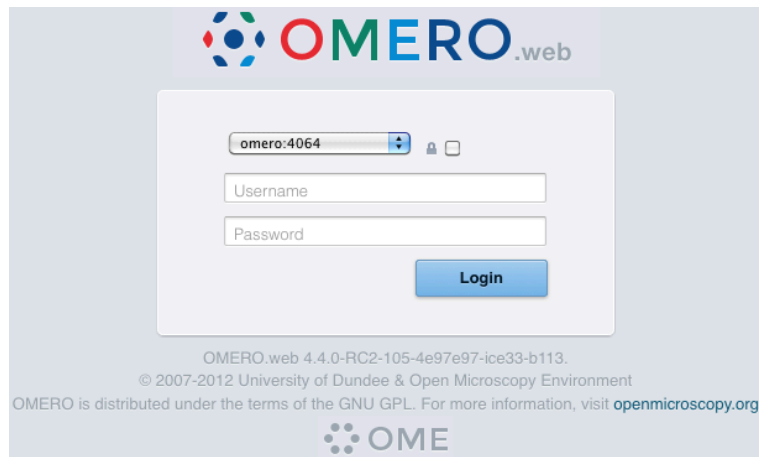 OMERO.web
omero:4064
Username
Password
Login
OMERO.web 4.4.0-RC2-105-4e97e97-ice33-b113.
© 2007-2012 University of Dundee & Open Microscopy Environment
OMERO is distributed under the terms of the GNU GPL. For more information, visit openmicroscopy.org
OME